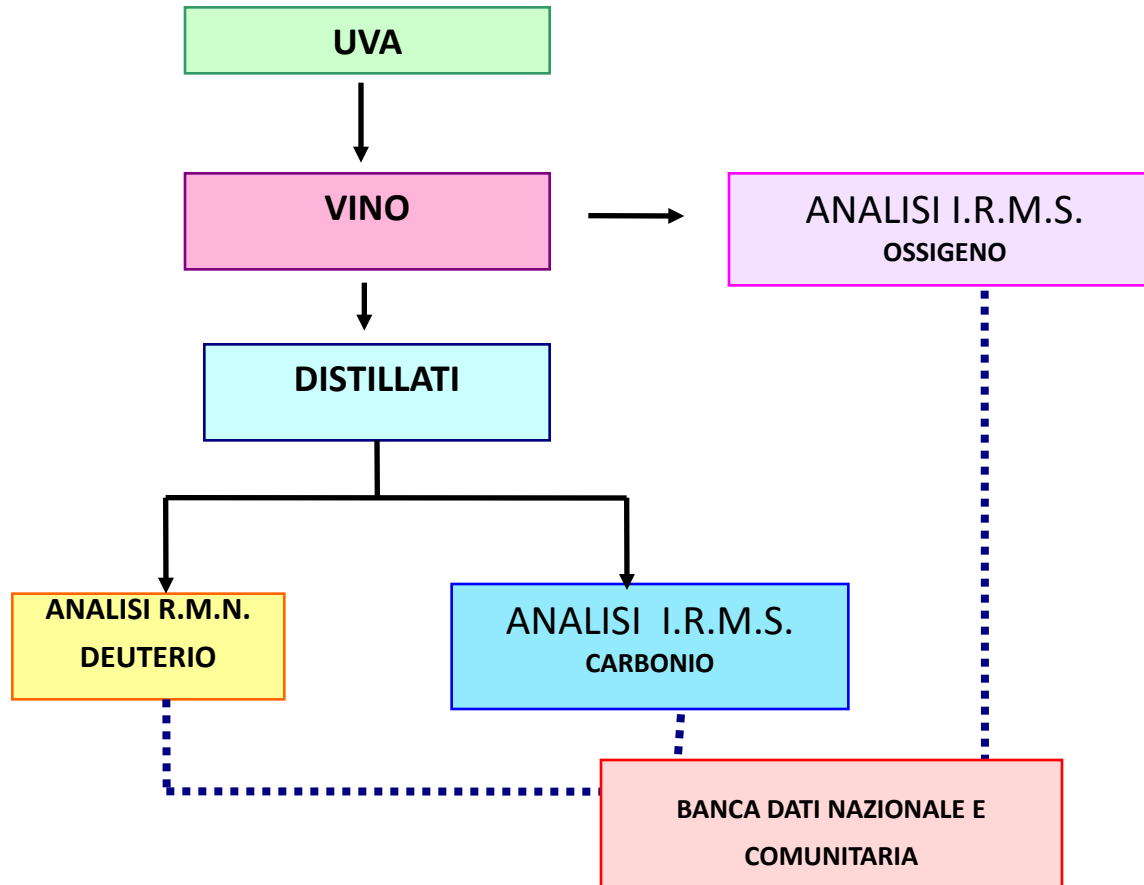 UVA
VINO
ANALISI I.R.M.S.
OSSIGENO
DISTILLATI
ANALISI R.M.N.
DEUTERIO
ANALISI I.R.M.S.
CARBONIO
BANCA DATI NAZIONALE E
COMUNITARIA